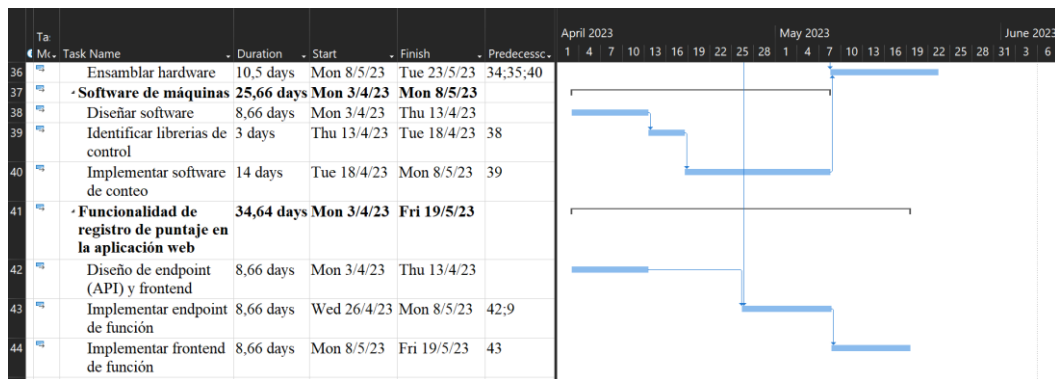 Ta:
Mc Task Name Duration Start Finish Predecessc
April 2023 May 2023 June 2023
1 4 7 10 13 16 19 22 25 28 1 4 7 10 13 16 19 22 25 28 31 3 6
36 Ensamblar hardware 10,5 days Mon 8/5/23 Tue 23/5/23 34;35;40
37 Software de máquinas 25,66 days Mon 3/4/23 Mon 8/5/23
38 Diseñar software 8,66 days Mon 3/4/23 Thu 13/4/23
39 Identificar librerias de 3 days Thu 13/4/23 Tue 18/4/23 38
control
40 Implementar software 14 days Tue 18/4/23 Mon 8/5/23 39
de conteo
41 Funcionalidad de 34,64 days Mon 3/4/23 Fri 19/5/23
registro de puntaje en
la aplicación web
42 Diseño de endpoint 8,66 days Mon 3/4/23 Thu 13/4/23
(API) y frontend
43 Implementar endpoint 8,66 days Wed 26/4/23 Mon 8/5/23 42;9
de función
44 Implementar frontend 8,66 days Mon 8/5/23 Fri 19/5/23 43
de función